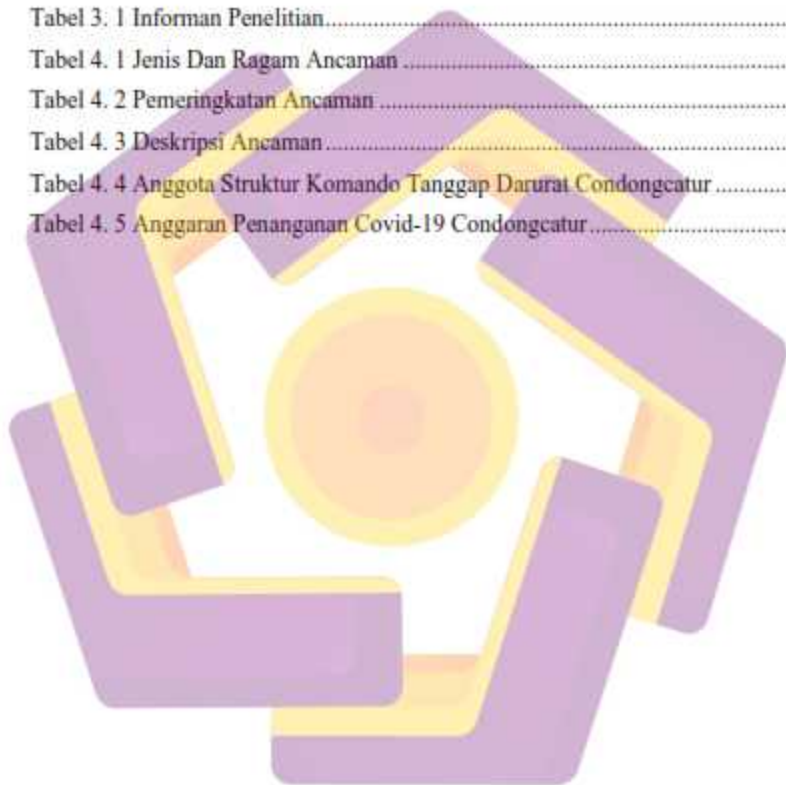 Tabel 3. 1 Informan Penelitian
Tabel 4. 1 Jenis Dan Ragam Ancaman
Tabel 4. 2 Pemeringkatan Ancaman
Tabel 4. 3 Deskripsi Ancaman
Tabel 4. 4 Anggota Struktur Komando Tanggap Darurat Condongcatur
Tabel 4. 5 Anggaran Penanganan Covid-19 Condongcatur